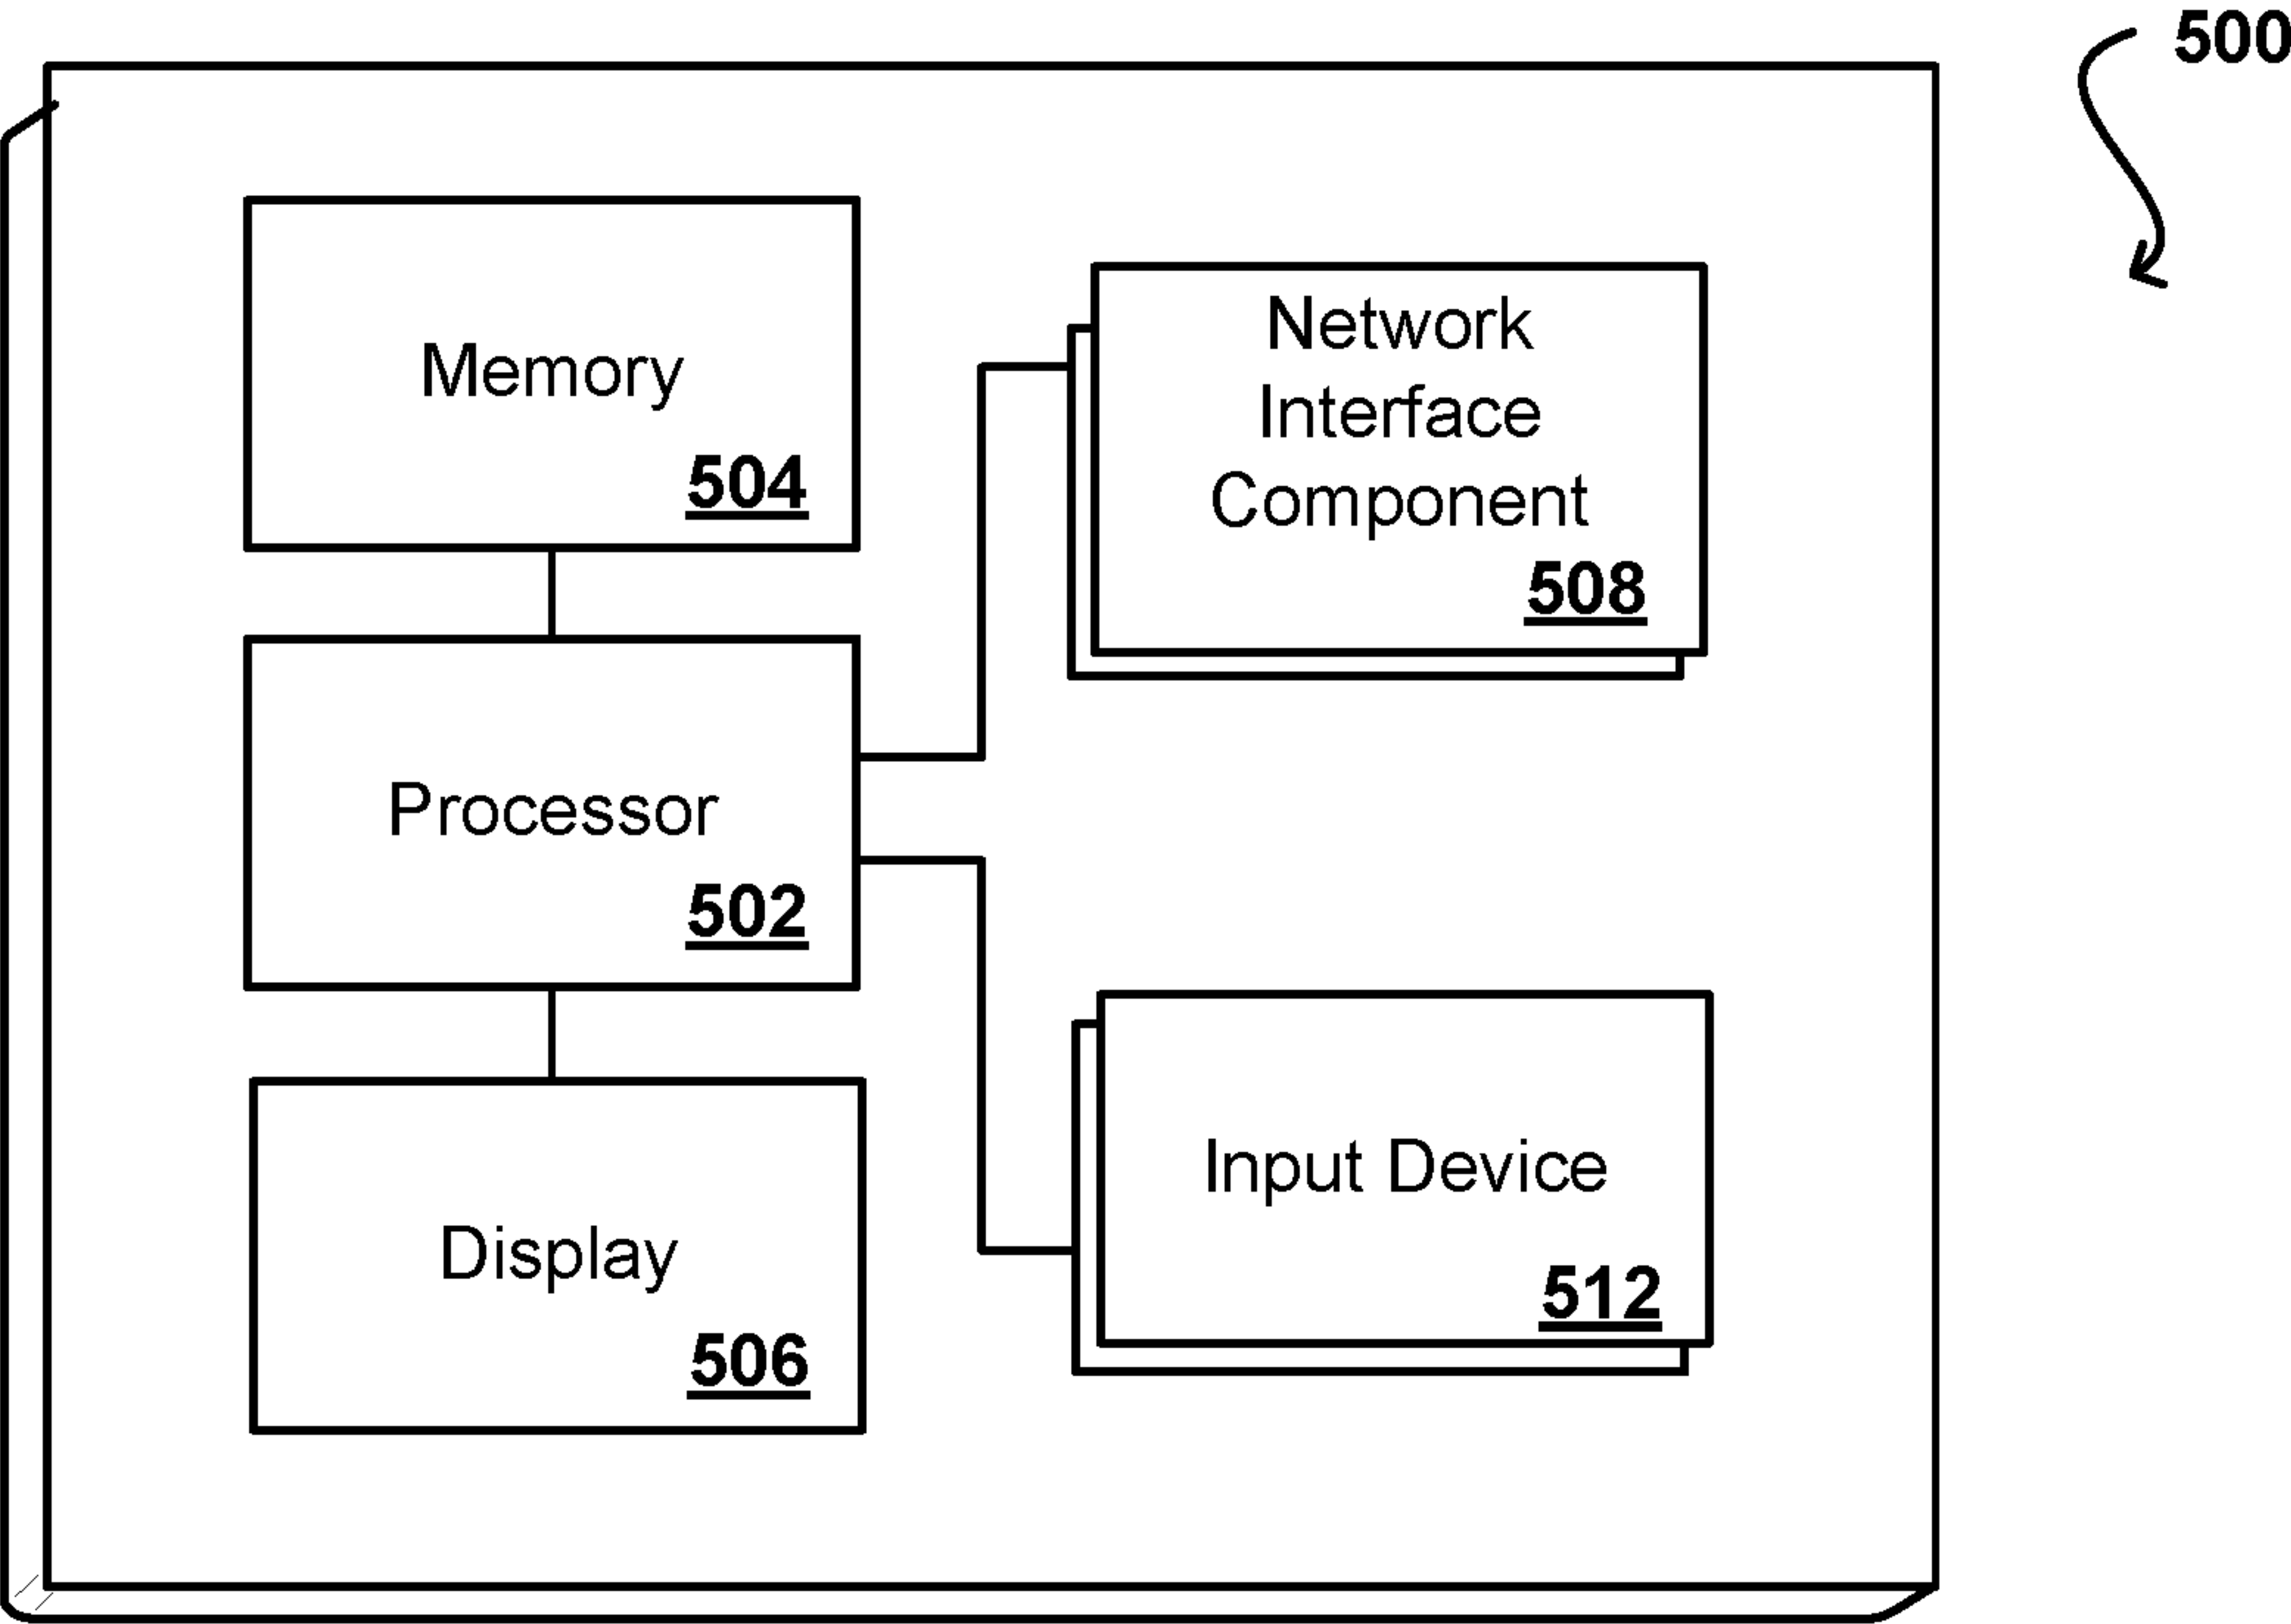 500
Memory
504
Network
Interface
Component
508
Processor
502
Input Device
512
Display
506